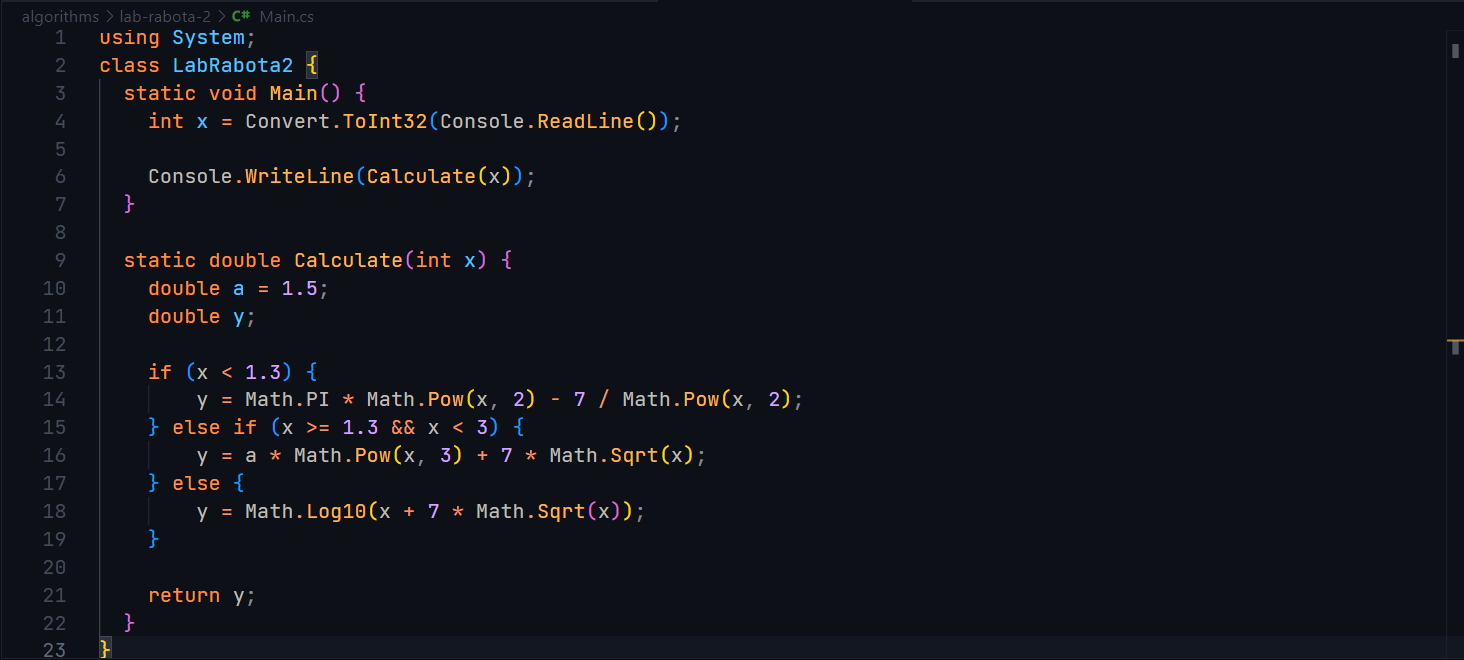 algorithms > lab-rabota-2 > C# Main.cs
1 using System;
2 class LabRabota2 {
3   static void Main() {
4     int x = Convert.ToInt32(Console.ReadLine());
5
6     Console.WriteLine(Calculate(x));
7   }
8
9   static double Calculate(int x) {
10     double a = 1.5;
11     double y;
12
13     if (x < 1.3) {
14         y = Math.PI * Math.Pow(x, 2) - 7 / Math.Pow(x, 2);
15     } else if (x >= 1.3 && x < 3) {
16         y = a * Math.Pow(x, 3) + 7 * Math.Sqrt(x);
17     } else {
18         y = Math.Log10(x + 7 * Math.Sqrt(x));
19     }
20
21     return y;
22   }
23 }